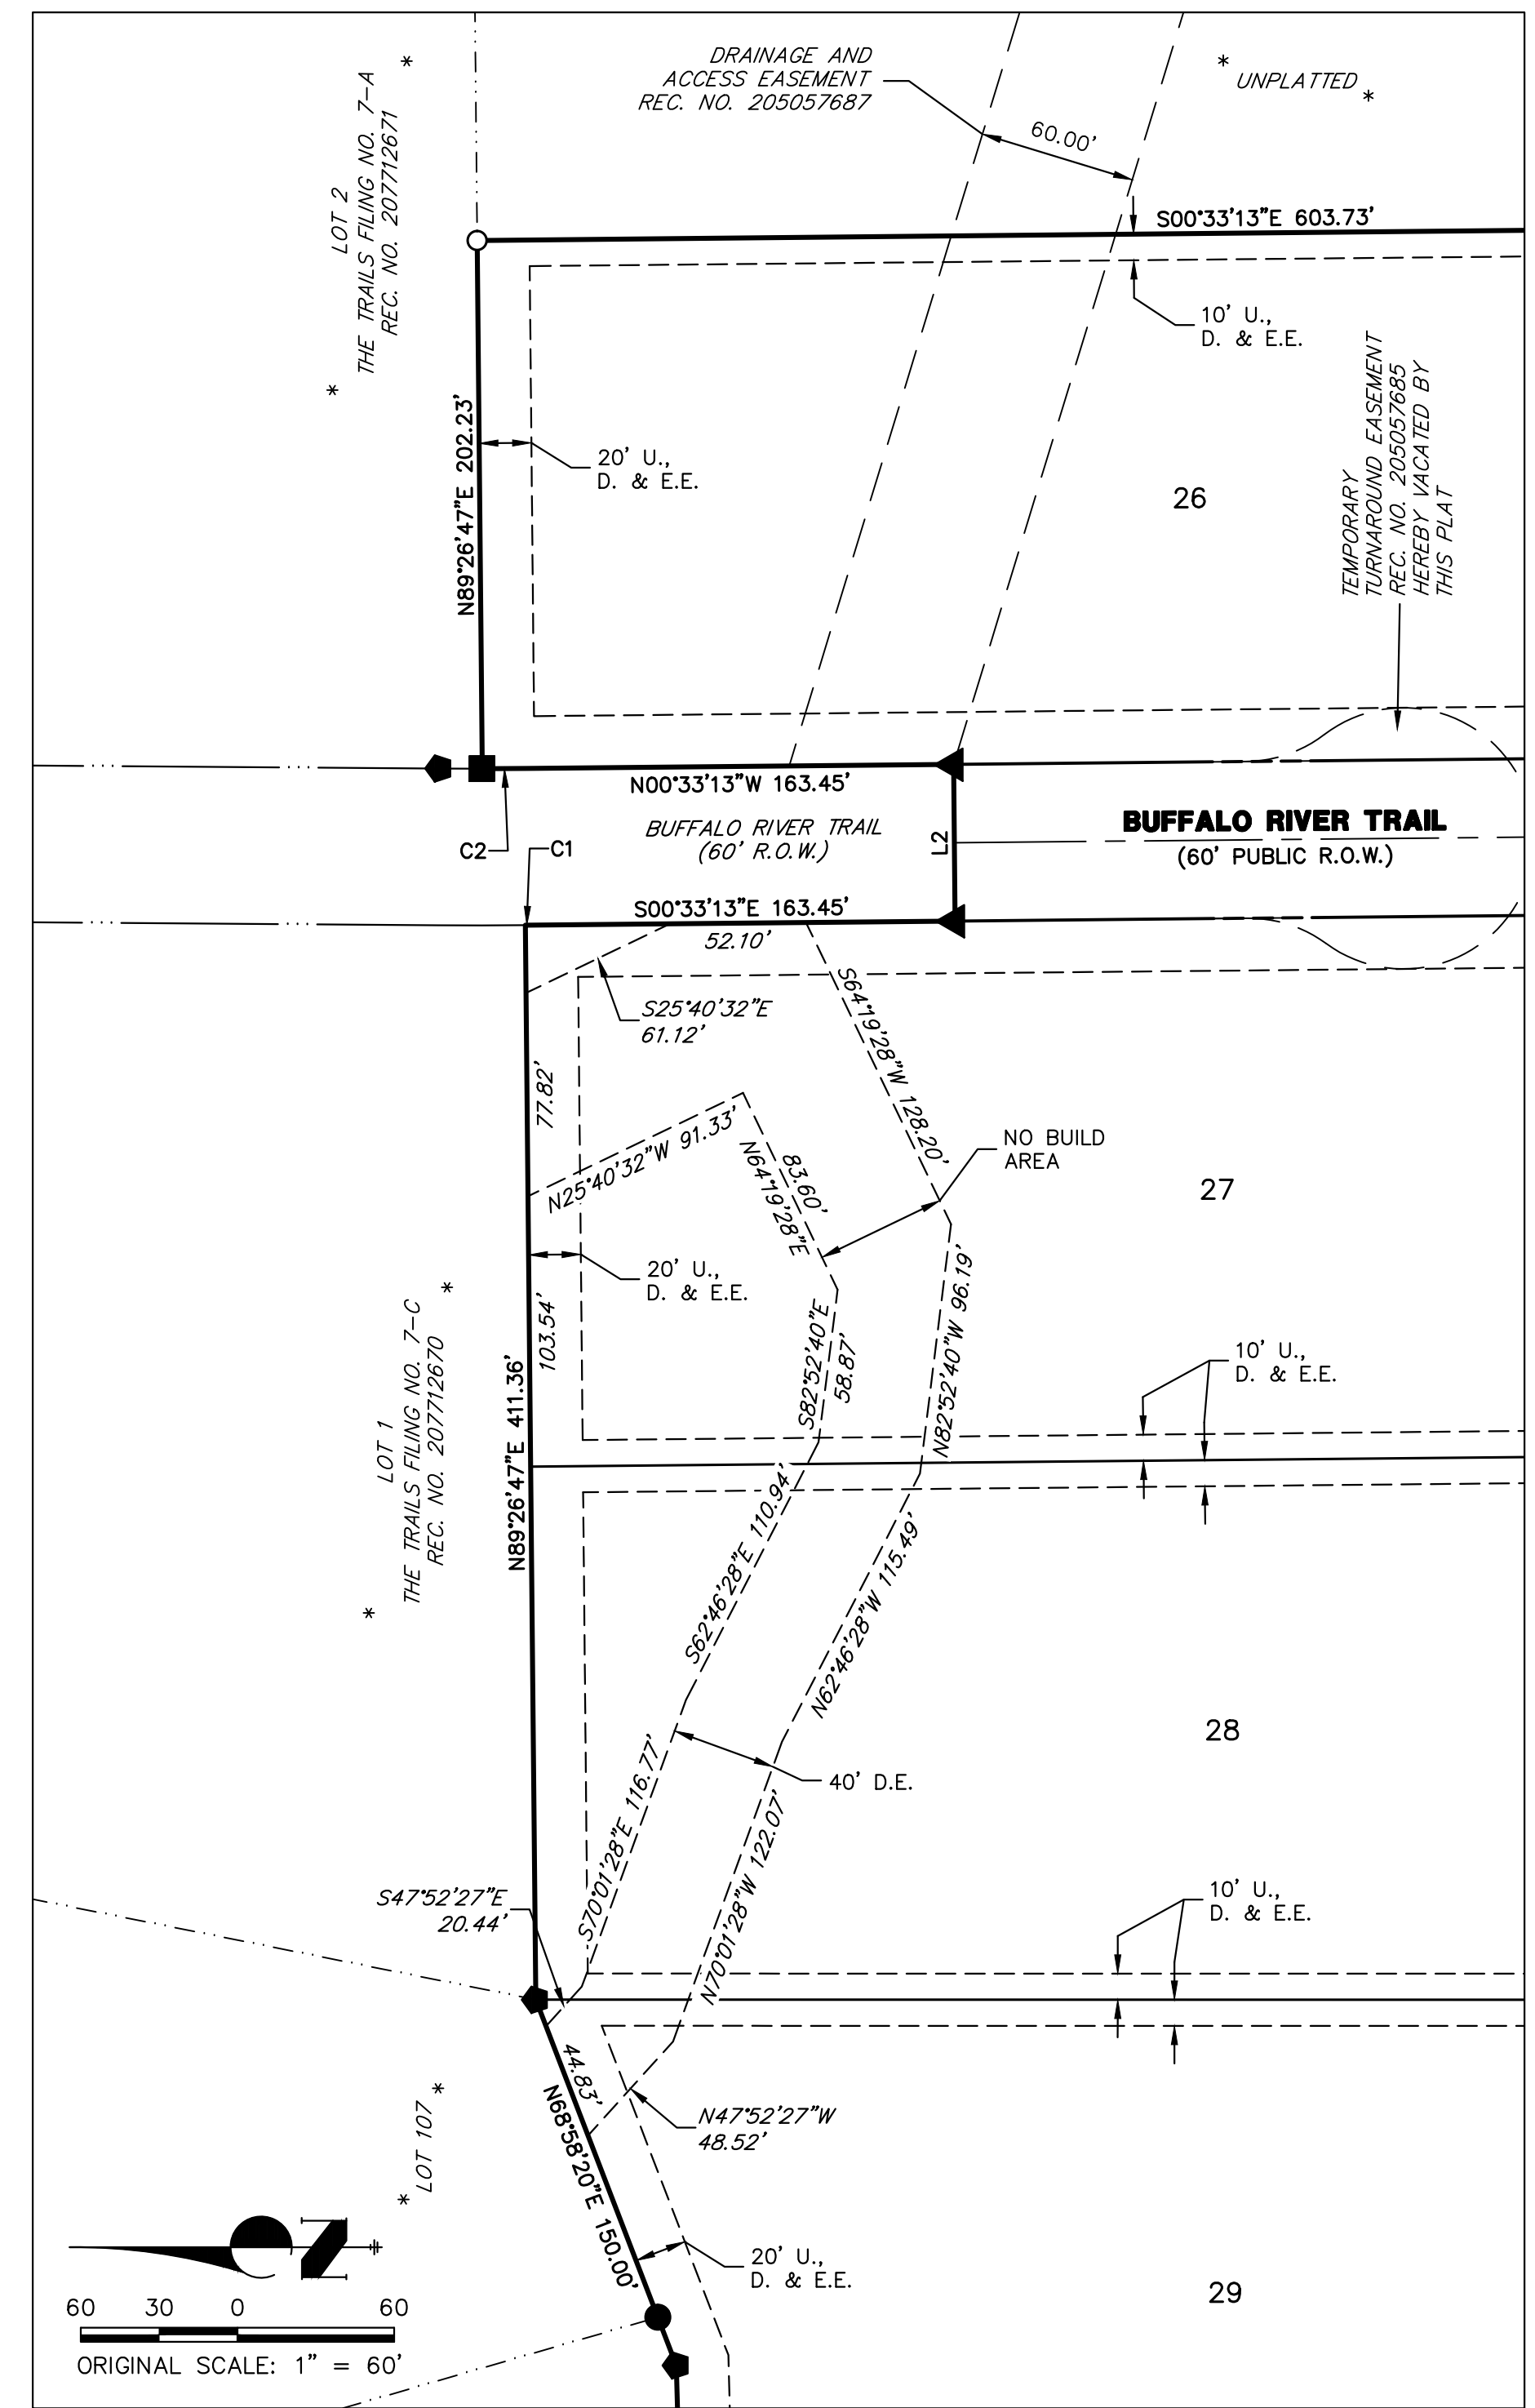 DRAINAGE AND
ACCESS EASEMENT
REC. NO. 205057687
60.00'
* UNPLATTED *
* LOT 2
THE TRAILS FILING NO. 7-A
REC. NO. 207712671 *
S00°33'13"E 603.73'
10' U.,
D. & E.E.
N89°26'47"E 202.23'
20' U.,
D. & E.E.
26
TEMPORARY
TURNAROUND EASEMENT
REC. NO. 205057685
HEREBY VACATED BY
THIS PLAT
N00°33'13"W 163.45'
C2
C1
BUFFALO RIVER TRAIL
(60' R.O.W.)
L2
BUFFALO RIVER TRAIL
(60' PUBLIC R.O.W.)
S00°33'13"E 163.45'
52.10'
S25°40'32"E
61.12'
S64°19'28"W 128.20'
77.82'
N25°40'32"W 91.33'
83.60'
N64°19'28"E
NO BUILD
AREA
27
20' U.,
D. & E.E.
103.54'
S82°52'40"E
58.87'
N82°52'40"W 96.19'
* LOT 1
THE TRAILS FILING NO. 7-C
REC. NO. 207712670 *
N89°26'47"E 411.36'
10' U.,
D. & E.E.
S62°46'28"E 110.94'
N62°46'28"W 115.49'
28
40' D.E.
S70°01'28"E 116.77'
N70°01'28"W 122.07'
S47°52'27"E
20.44'
10' U.,
D. & E.E.
44.83'
N68°58'20"E 150.00'
N47°52'27"W
48.52'
* LOT 107 *
20' U.,
D. & E.E.
29
N
60 30 0 60
ORIGINAL SCALE: 1" = 60'